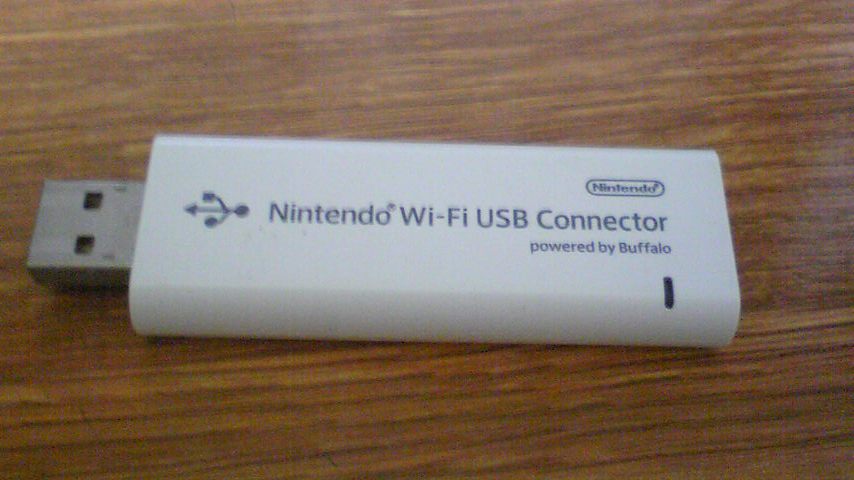 Nintendo®
Nintendo® Wi-Fi USB Connector
powered by Buffalo